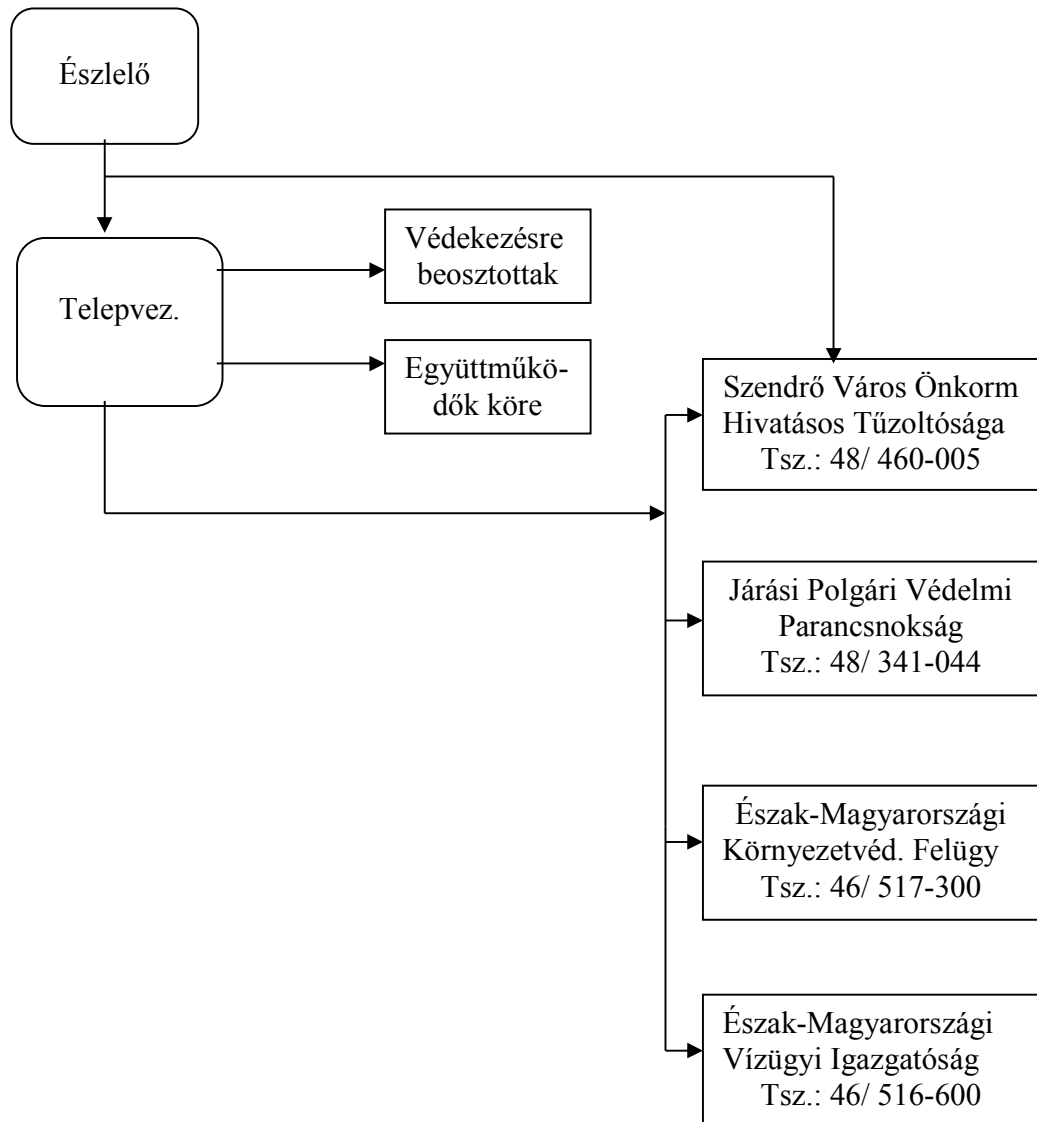 Észlelő
Telepvez.
Védekezésre
beosztottak
Együttműkö-
dők köre
Szendrő Város Önkorm
Hivatásos Tűzoltósága
Tsz.: 48/ 460-005
Járási Polgári Védelmi
Parancsnokság
Tsz.: 48/ 341-044
Észak-Magyarországi
Környezetvéd. Felügy
Tsz.: 46/ 517-300
Észak-Magyarországi
Vízügyi Igazgatóság
Tsz.: 46/ 516-600